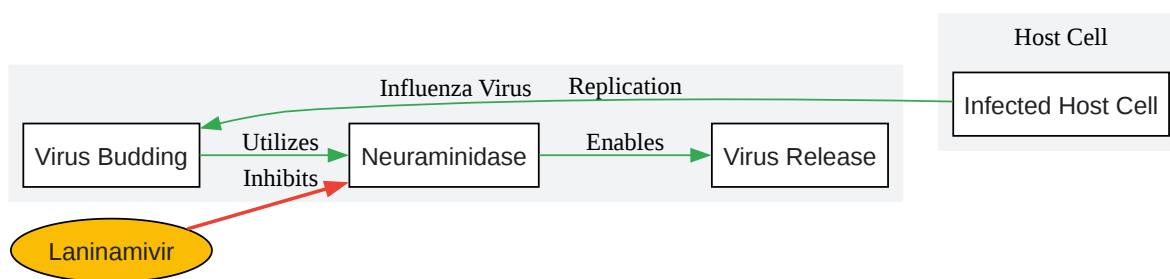 Host Cell
Influenza Virus
Replication
Infected Host Cell
Virus Budding
Utilizes
Neuraminidase
Enables
Virus Release
Inhibits
Laninamivir